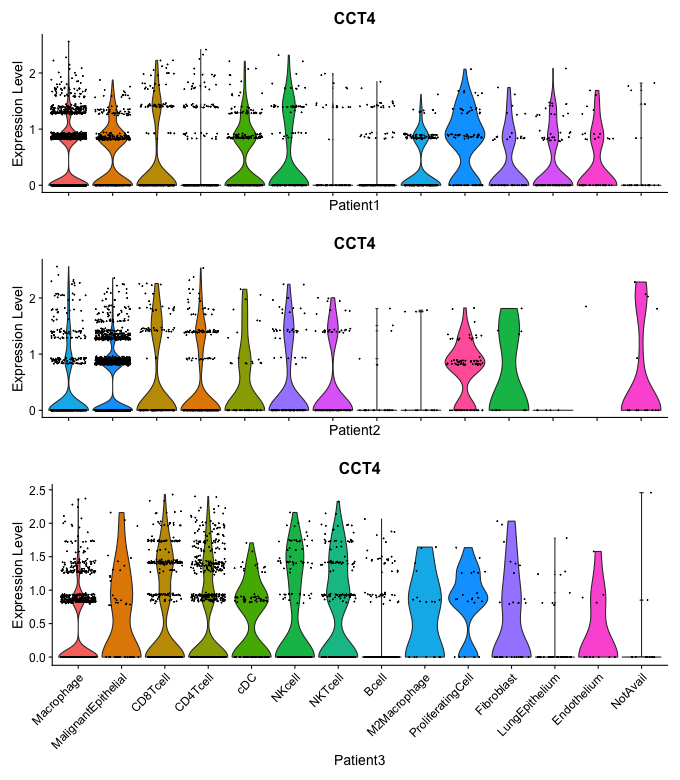 CCT4
Expression Level
2
1
0
Patient1
CCT4
Expression Level
2
1
0
Patient2
CCT4
Expression Level
2.5
2.0
1.5
1.0
0.5
0.0
Macrophage
MalignantEpithelial
CD8Tcell
CD4Tcell
cDC
NKcell
NKTcell
Bcell
M2Macrophage
ProliferatingCell
Fibroblast
LungEpithelium
Endothelium
NotAvail
Patient3